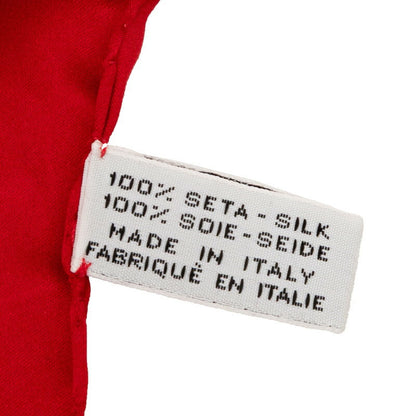 100% SETA - SILK
100% SOIE-SEIDE
MADE IN ITALY
FABRIQUÉ EN ITALIE